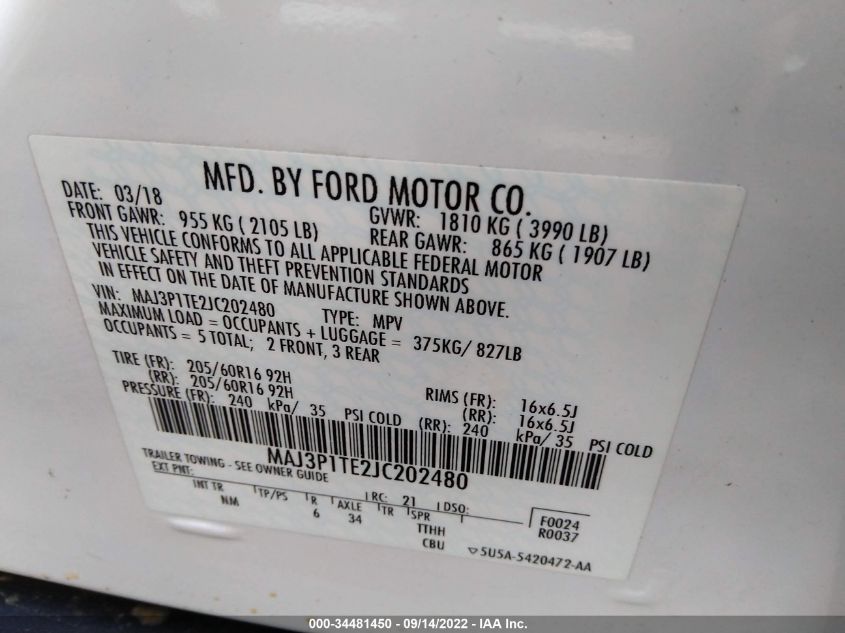 MFD. BY FORD MOTOR CO.
DATE: 03/18 GVWR: 1810 KG ( 3990 LB)
FRONT GAWR: 955 KG ( 2105 LB) REAR GAWR: 865 KG ( 1907 LB)
THIS VEHICLE CONFORMS TO ALL APPLICABLE FEDERAL MOTOR
VEHICLE SAFETY AND THEFT PREVENTION STANDARDS
IN EFFECT ON THE DATE OF MANUFACTURE SHOWN ABOVE.
VIN: MAJ3P1TE2JC202480 TYPE: MPV
MAXIMUM LOAD = OCCUPANTS + LUGGAGE = 375KG/ 827LB
OCCUPANTS = 5 TOTAL; 2 FRONT, 3 REAR
TIRE (FR): 205/60R16 92H RIMS (FR): 16x6.5J
(RR): 205/60R16 92H (RR): 16x6.5J
PRESSURE (FR): 240 kPa/ 35 PSI COLD (RR): 240 kPa/ 35 PSI COLD
MAJ3P1TE2JC202480
TRAILER TOWING - SEE OWNER GUIDE
EXT PNT: RC: 21 DSO:
INT TR TP/PS R AXLE TR SPR F0024
NM 6 34 TTHH R0037
CBU 5U5A-5420472-AA
000-34481450 - 09/14/2022 - IAA Inc.